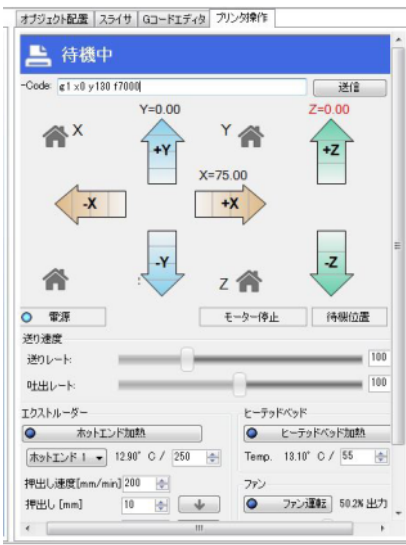 オブジェクト配置 スライサ Gコードエディタ プリンタ操作
待機中
-Code: g1 x0 y130 f7000 送信
Y=0.00 Z=0.00
X Y
+Y +Z
X=75.00
-X +X
-Y -Z
Z
電源 モーター停止 待機位置
送り速度
送りレート: 100
吐出レート: 100
エクストルーダー ヒーテッドベッド
ホットエンド加熱 ヒーテッドベッド加熱
ホットエンド 1 12.90° C / 250 Temp. 13.10° C / 55
押出し速度[mm/min] 200 ファン
押出し [mm] 10 ファン運転 50.2% 出力